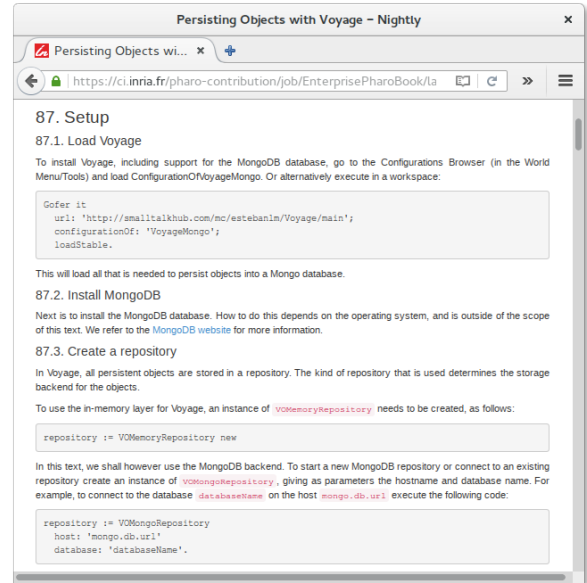 Persisting Objects with Voyage – Nightly
Persisting Objects wi...
https://ci.inria.fr/pharo-contribution/job/EnterprisePharoBook/la
87. Setup
87.1. Load Voyage
To install Voyage, including support for the MongoDB database, go to the Configurations Browser (in the World
Menu/Tools) and load ConfigurationOfVoyageMongo. Or alternatively execute in a workspace:
Gofer it
url: 'http://smalltalkhub.com/mc/estebanlm/Voyage/main';
configurationOf: 'VoyageMongo';
loadStable.
This will load all that is needed to persist objects into a Mongo database.
87.2. Install MongoDB
Next is to install the MongoDB database. How to do this depends on the operating system, and is outside of the scope
of this text. We refer to the MongoDB website for more information.
87.3. Create a repository
In Voyage, all persistent objects are stored in a repository. The kind of repository that is used determines the storage
backend for the objects.
To use the in-memory layer for Voyage, an instance of VOMemoryRepository needs to be created, as follows:
repository := VOMemoryRepository new
In this text, we shall however use the MongoDB backend. To start a new MongoDB repository or connect to an existing
repository create an instance of VOMongoRepository, giving as parameters the hostname and database name. For
example, to connect to the database databaseName on the host mongo.db.url execute the following code:
repository := VOMongoRepository
host: 'mongo.db.url'
database: 'databaseName'.